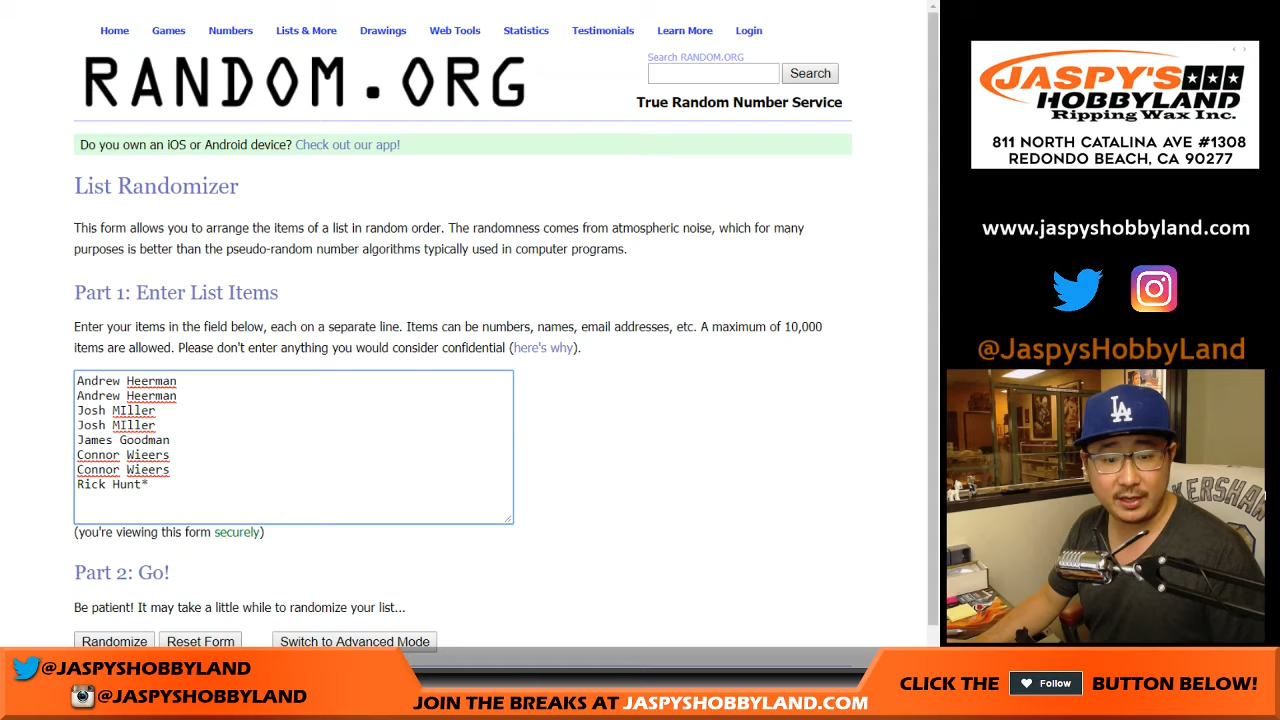 Home Games Numbers Lists & More Drawings Web Tools Statistics Testimonials Learn More Login
RANDOM.ORG
Search RANDOM.ORG
Search
True Random Number Service
Do you own an iOS or Android device? Check out our app!
List Randomizer
This form allows you to arrange the items of a list in random order. The randomness comes from atmospheric noise, which for many
purposes is better than the pseudo-random number algorithms typically used in computer programs.
Part 1: Enter List Items
Enter your items in the field below, each on a separate line. Items can be numbers, names, email addresses, etc. A maximum of 10,000
items are allowed. Please don't enter anything you would consider confidential (here's why).
Andrew Heerman
Andrew Heerman
Josh MIller
Josh MIller
James Goodman
Connor Wieers
Connor Wieers
Rick Hunt*
(you're viewing this form securely)
Part 2: Go!
Be patient! It may take a little while to randomize your list...
Randomize Reset Form Switch to Advanced Mode
JASPY'S
HOBBYLAND
Ripping Wax Inc.
811 NORTH CATALINA AVE #1308
REDONDO BEACH, CA 90277
www.jaspyshobbyland.com
@JaspysHobbyLand
LA
ERSHA
@JASPYSHOBBYLAND
@JASPYSHOBBYLAND
JOIN THE BREAKS AT JASPYSHOBBYLAND.COM
CLICK THE Follow BUTTON BELOW!